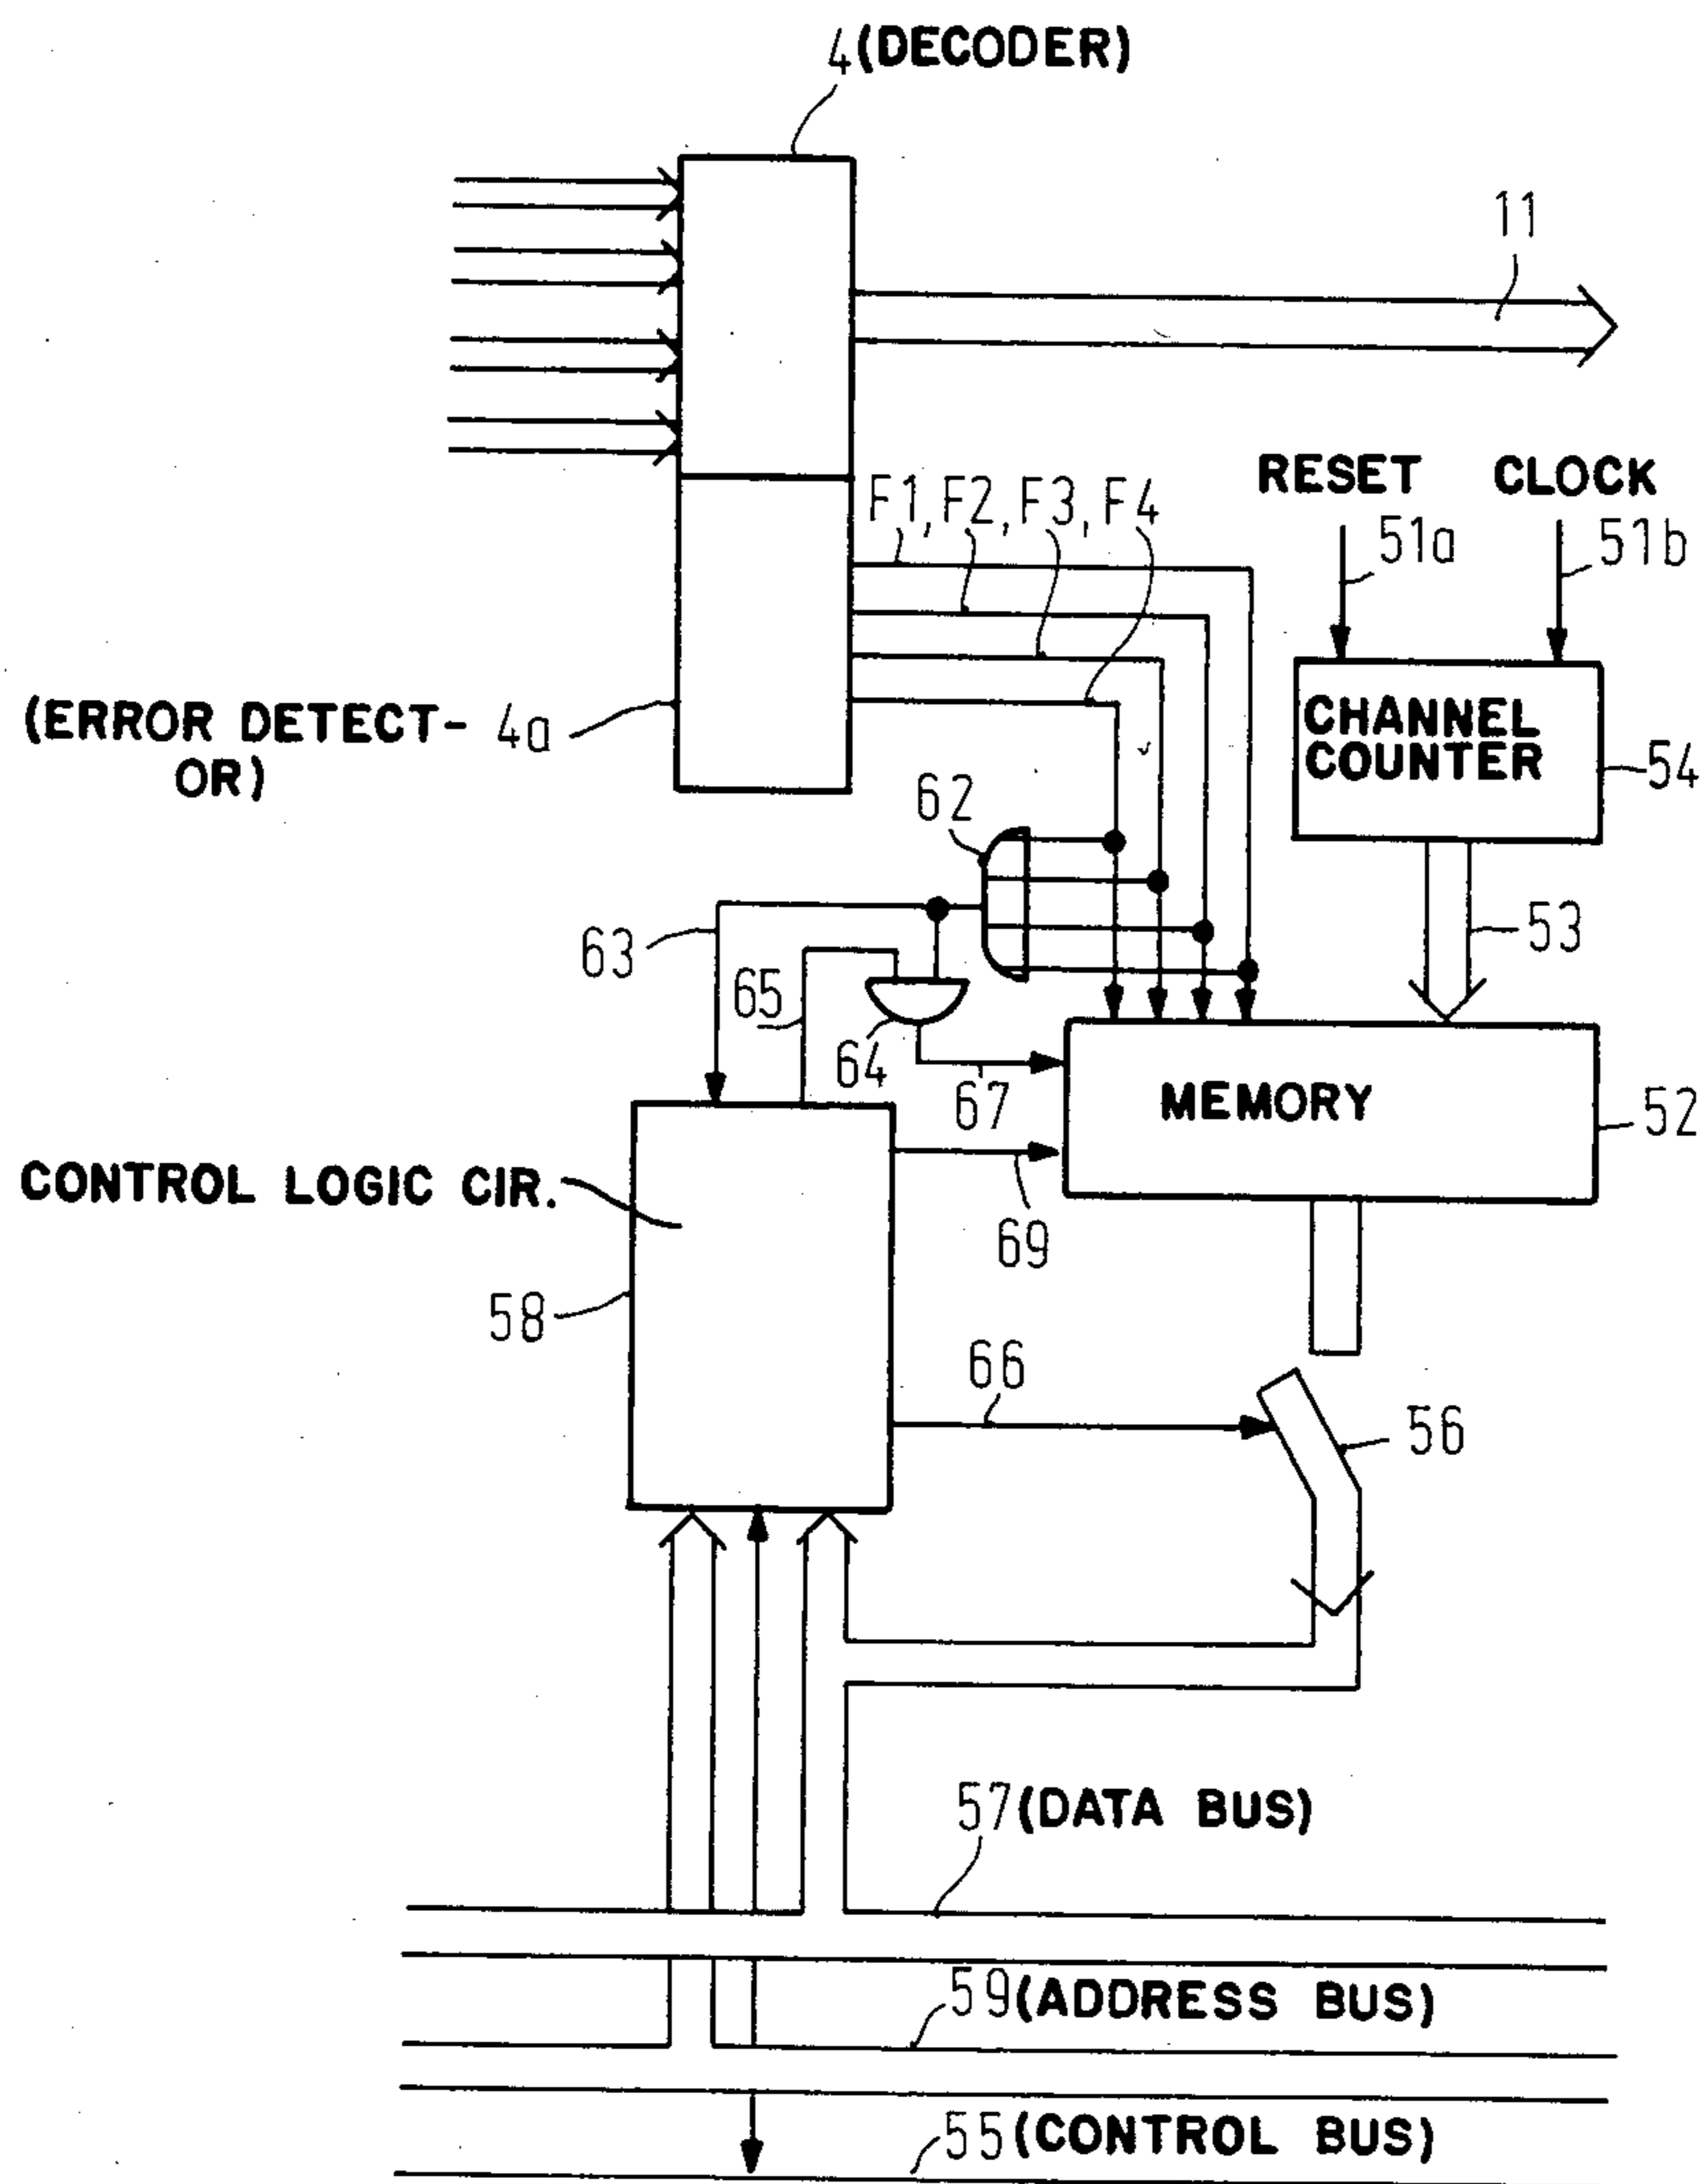 4 (DECODER)
11
RESET CLOCK
F1, F2, F3, F4
51a 51b
(ERROR DETECT- 4a
OR)
CHANNEL
COUNTER
54
62
53
63
65
64
67
MEMORY
52
CONTROL LOGIC CIR.
69
58
66
56
57 (DATA BUS)
59 (ADDRESS BUS)
55 (CONTROL BUS)